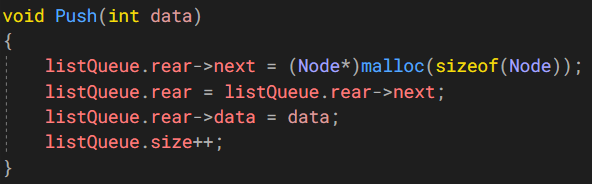 void Push(int data)
{
    listQueue.rear->next = (Node*)malloc(sizeof(Node));
    listQueue.rear = listQueue.rear->next;
    listQueue.rear->data = data;
    listQueue.size++;
}